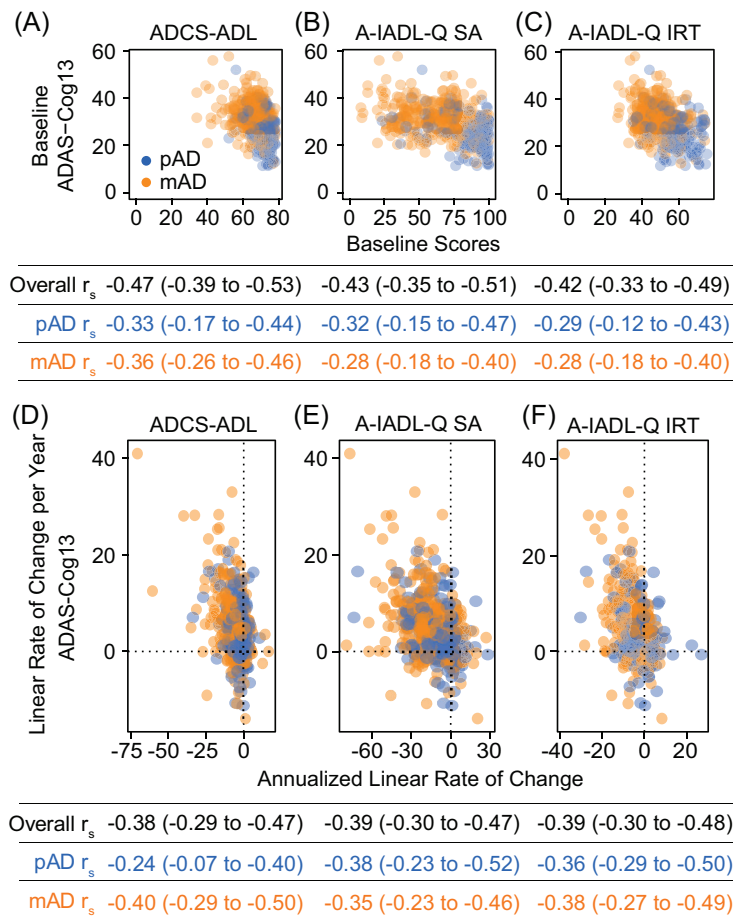 (A) ADCS-ADL (B) A-IADL-Q SA (C) A-IADL-Q IRT
Baseline
ADAS-Cog13
60
40
20
0
pAD
mAD
0 20 40 60 80 0 25 50 75 100 0 20 40 60
Baseline Scores
Overall rs -0.47 (-0.39 to -0.53) -0.43 (-0.35 to -0.51) -0.42 (-0.33 to -0.49)
pAD rs -0.33 (-0.17 to -0.44) -0.32 (-0.15 to -0.47) -0.29 (-0.12 to -0.43)
mAD rs -0.36 (-0.26 to -0.46) -0.28 (-0.18 to -0.40) -0.28 (-0.18 to -0.40)
(D) ADCS-ADL (E) A-IADL-Q SA (F) A-IADL-Q IRT
Linear Rate of Change per Year
ADAS-Cog13
40 40 40
20 20 20
0 0 0
-75 -50 -25 0 -60 -30 0 30 -40 -20 0 20
Annualized Linear Rate of Change
Overall rs -0.38 (-0.29 to -0.47) -0.39 (-0.30 to -0.47) -0.39 (-0.30 to -0.48)
pAD rs -0.24 (-0.07 to -0.40) -0.38 (-0.23 to -0.52) -0.36 (-0.29 to -0.50)
mAD rs -0.40 (-0.29 to -0.50) -0.35 (-0.23 to -0.46) -0.38 (-0.27 to -0.49)